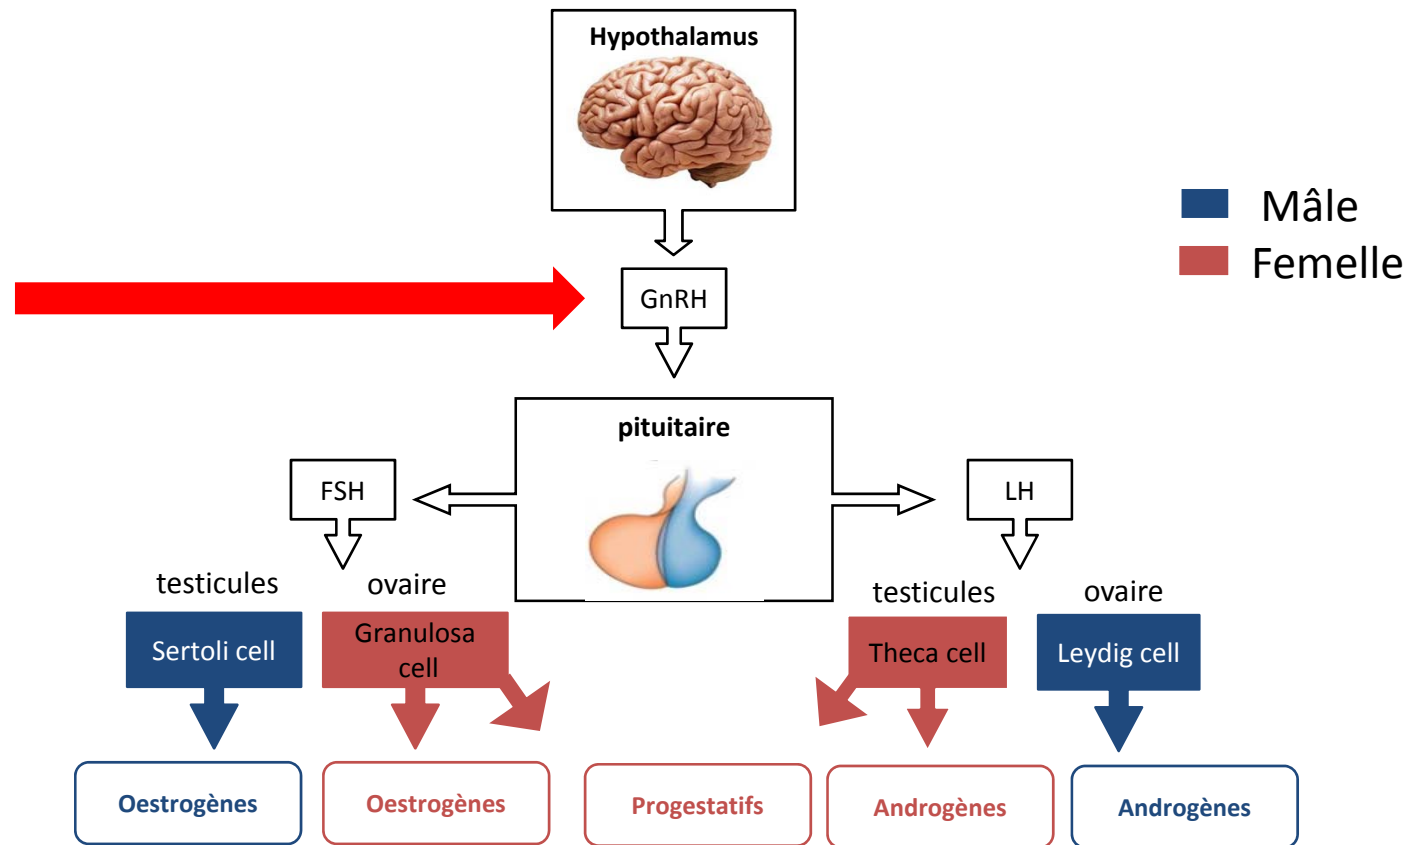 Hypothalamus
Mâle
Femelle
GnRH
pituitaire
FSH
LH
testicules
ovaire
testicules
ovaire
Sertoli cell
Granulosa
cell
Theca cell
Leydig cell
Oestrogènes
Oestrogènes
Progestatifs
Androgènes
Androgènes